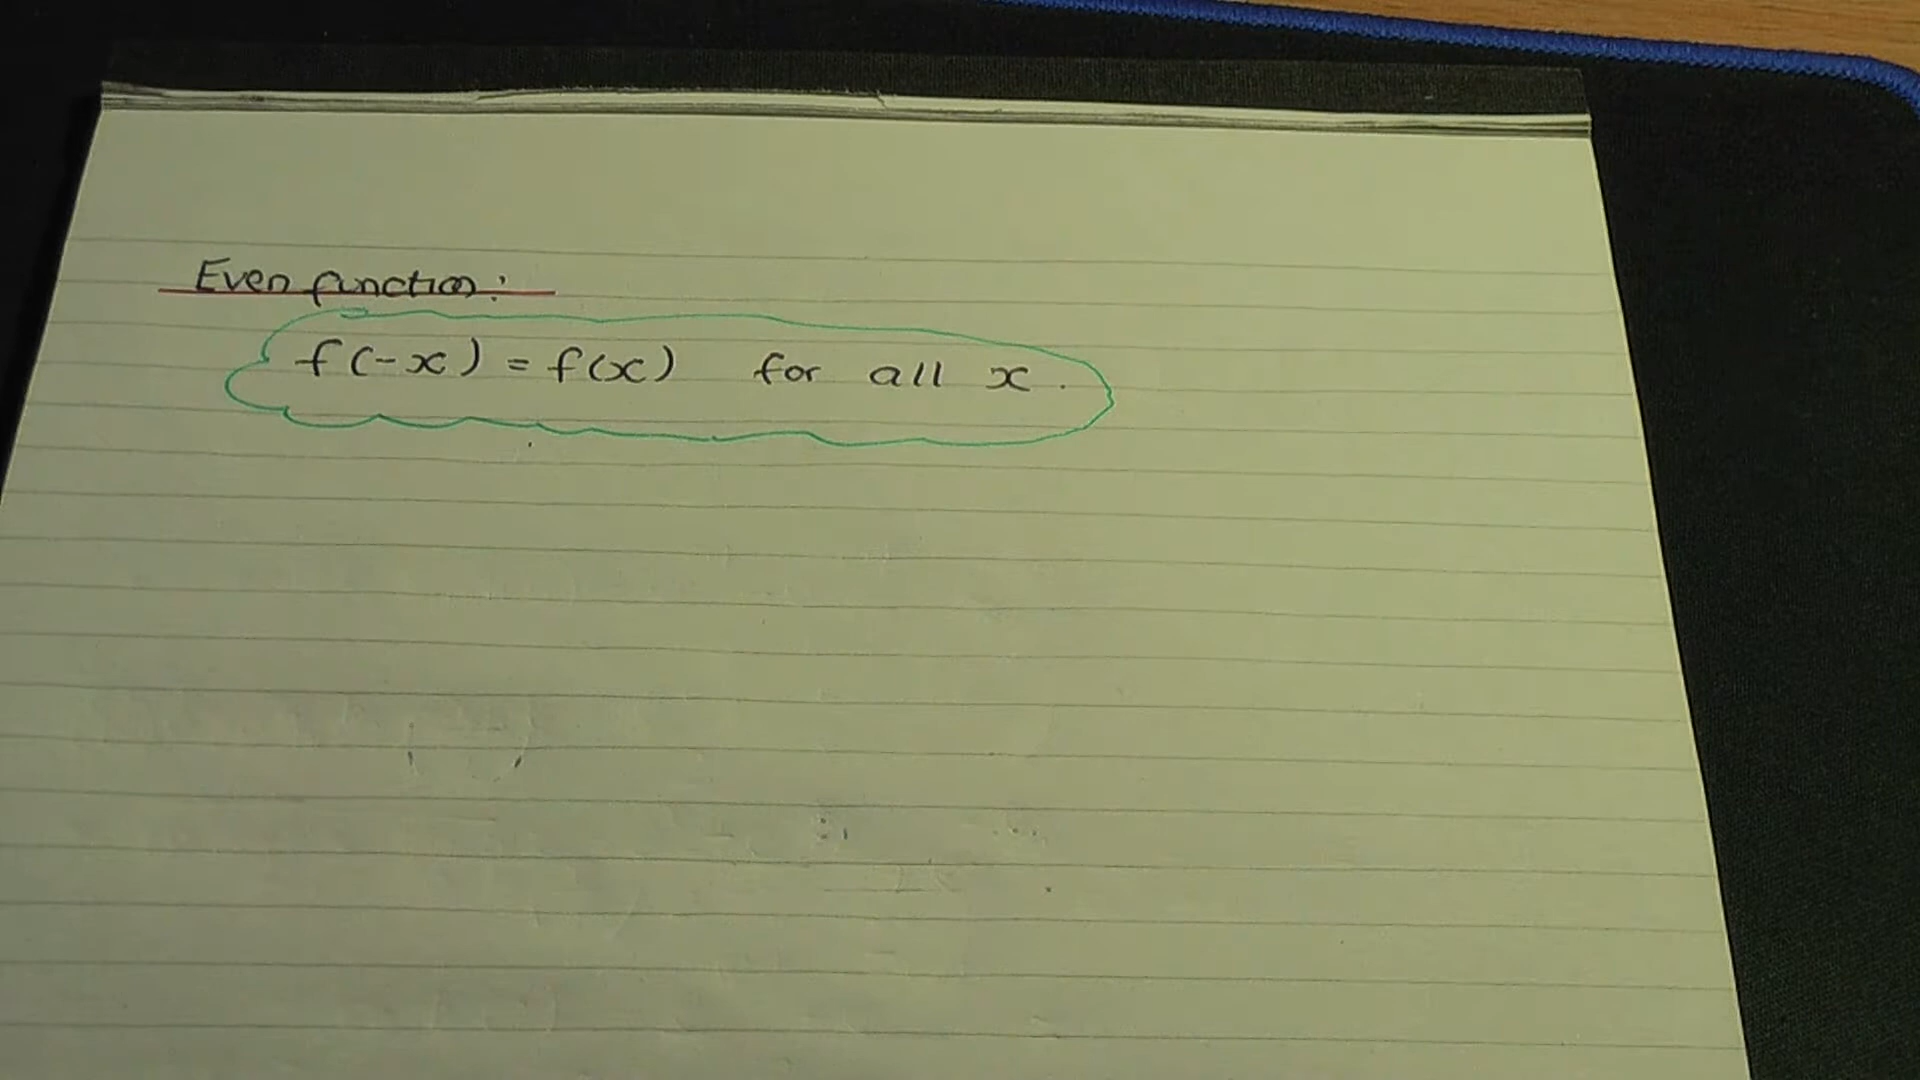 Even function:
f(-x) = f(x) for all x.